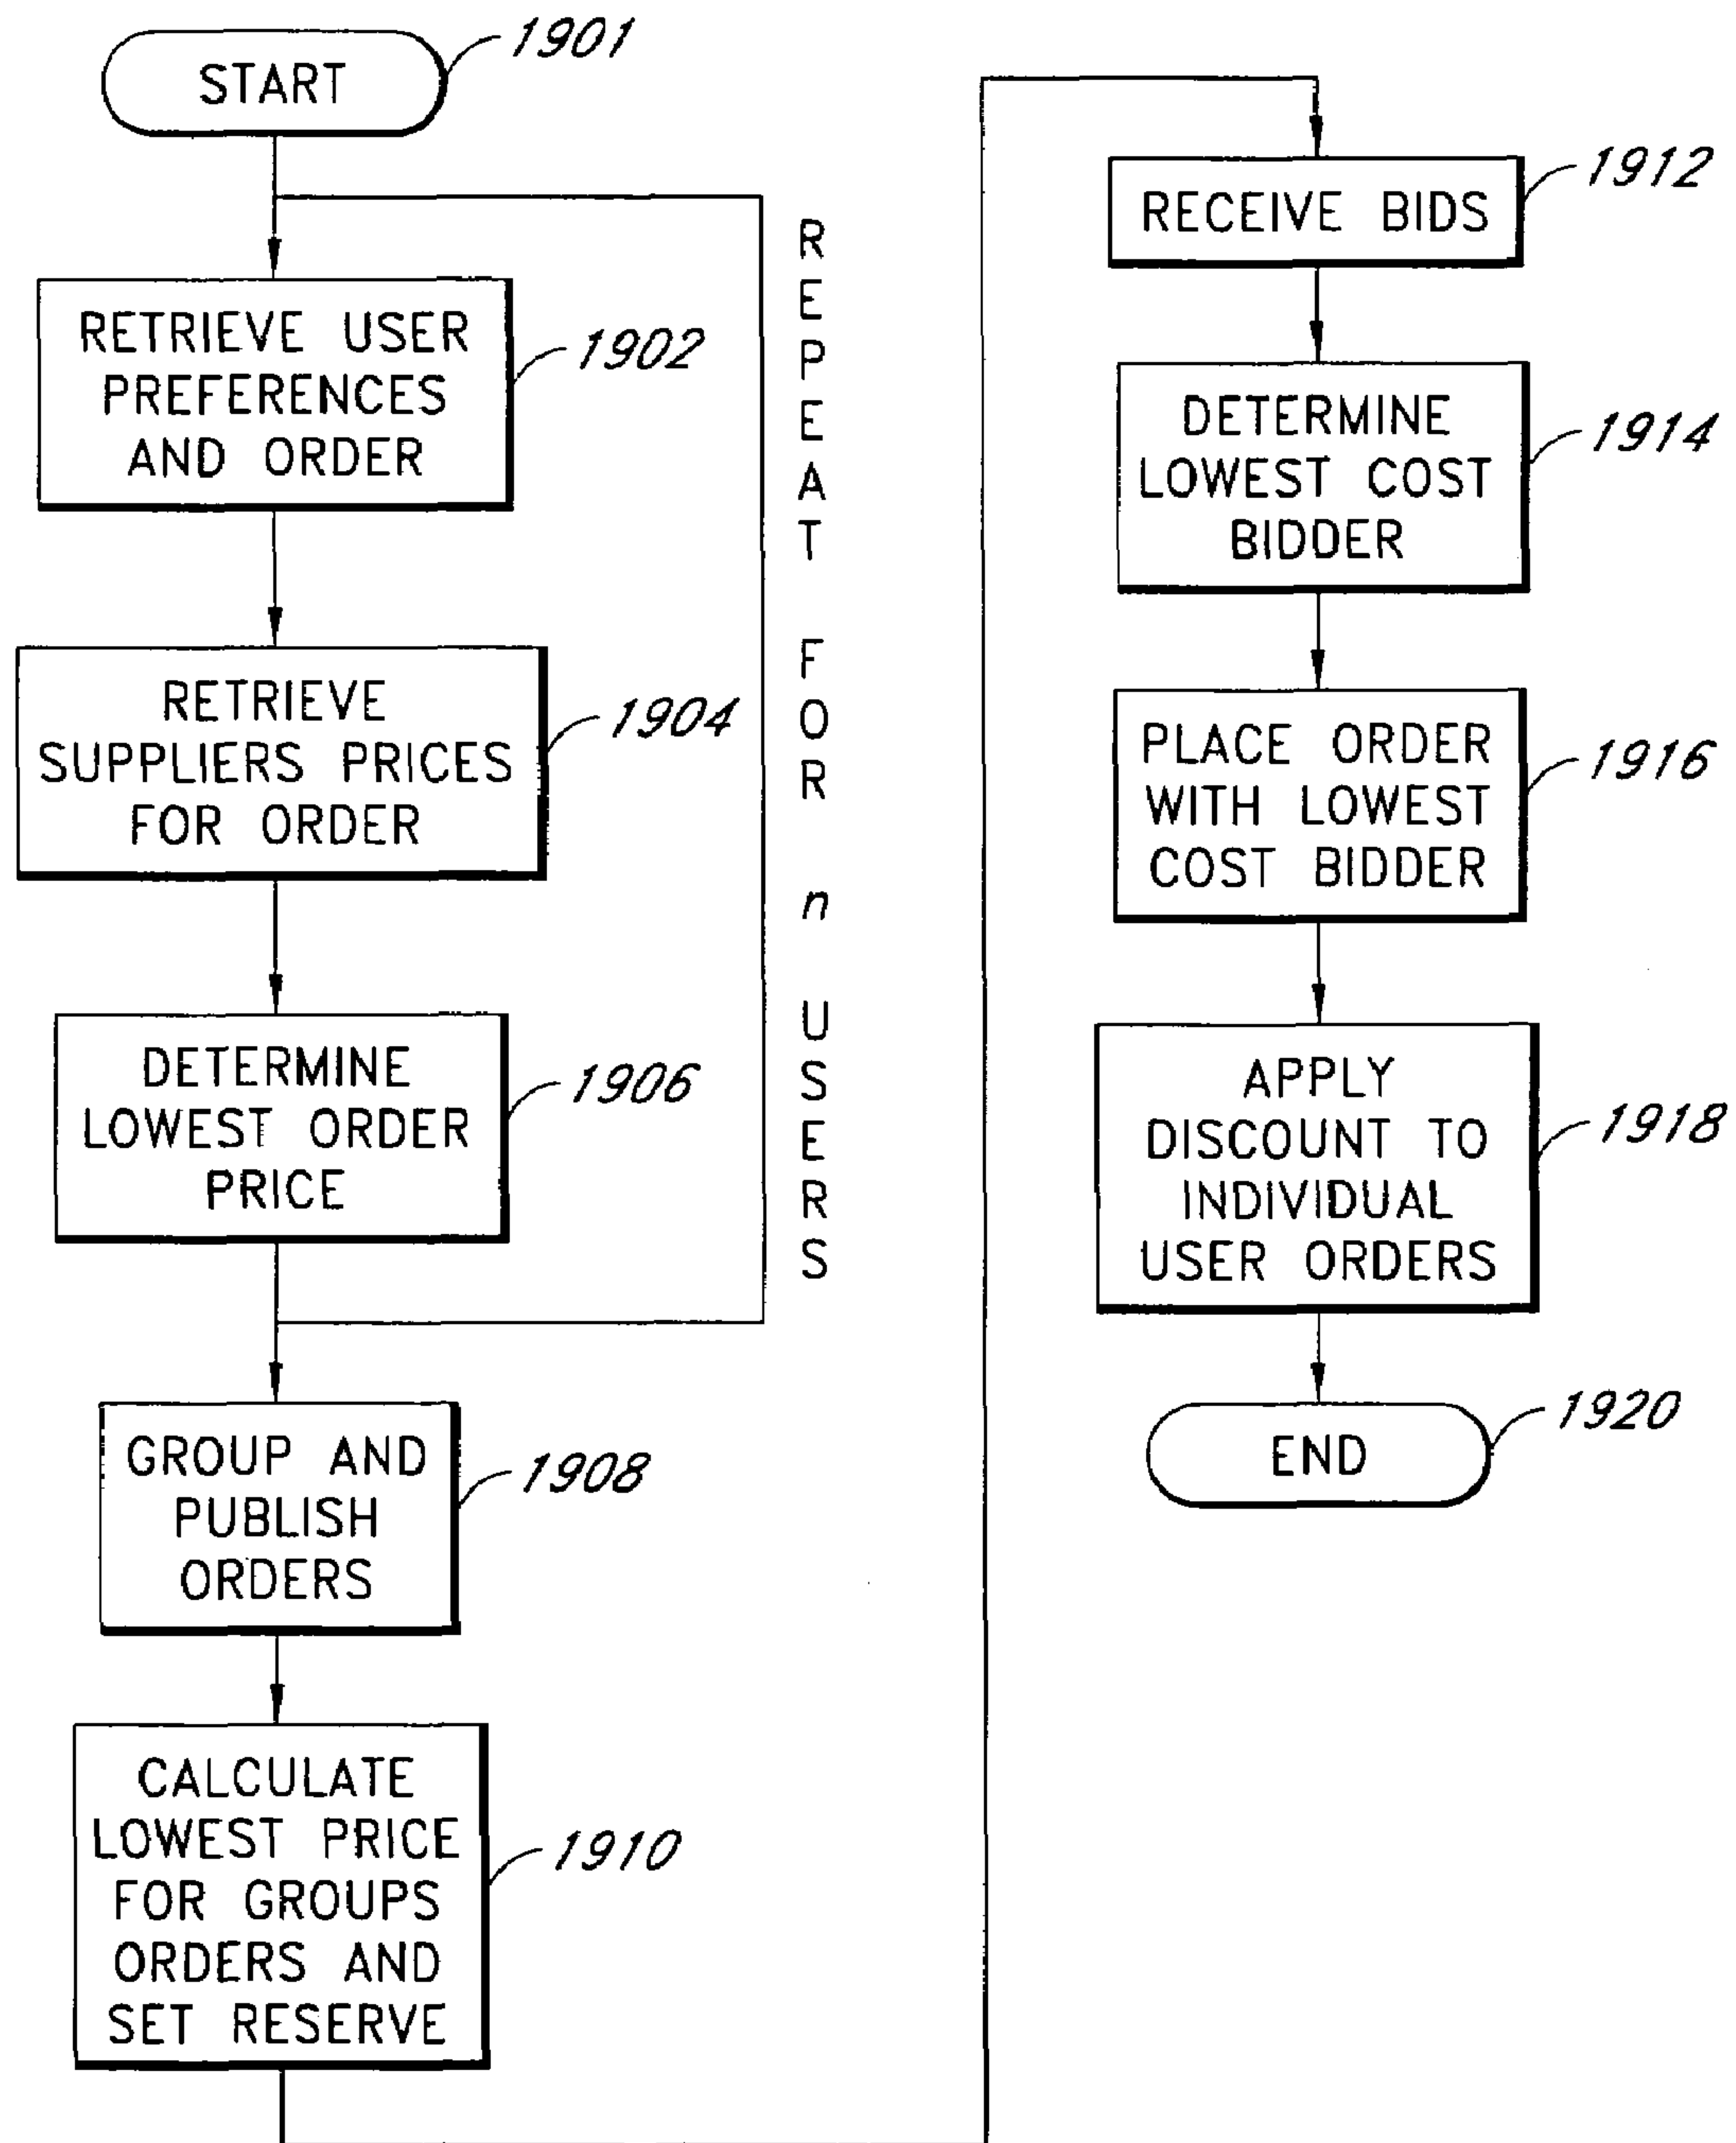 START
1901
RETRIEVE USER
PREFERENCES
AND ORDER
1902
RETRIEVE
SUPPLIERS PRICES
FOR ORDER
1904
DETERMINE
LOWEST ORDER
PRICE
1906
REPEAT FOR n USERS
GROUP AND
PUBLISH
ORDERS
1908
CALCULATE
LOWEST PRICE
FOR GROUPS
ORDERS AND
SET RESERVE
1910
RECEIVE BIDS
1912
DETERMINE
LOWEST COST
BIDDER
1914
PLACE ORDER
WITH LOWEST
COST BIDDER
1916
APPLY
DISCOUNT TO
INDIVIDUAL
USER ORDERS
1918
END
1920